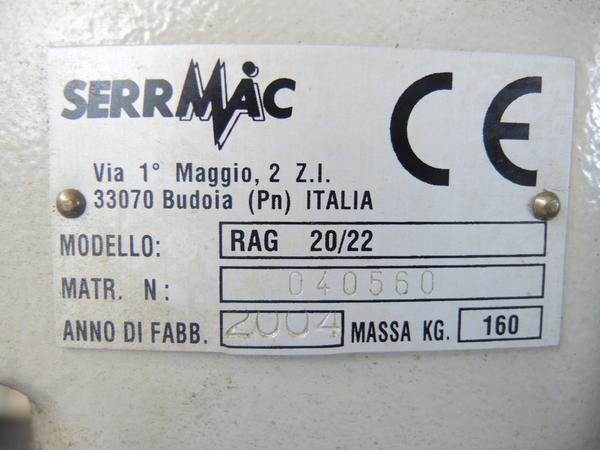 SERRMAC CE
Via 1° Maggio, 2 Z.I.
33070 Budoia (Pn) ITALIA
MODELLO: RAG 20/22
MATR. N: 040560
ANNO DI FABB. 2004 MASSA KG. 160